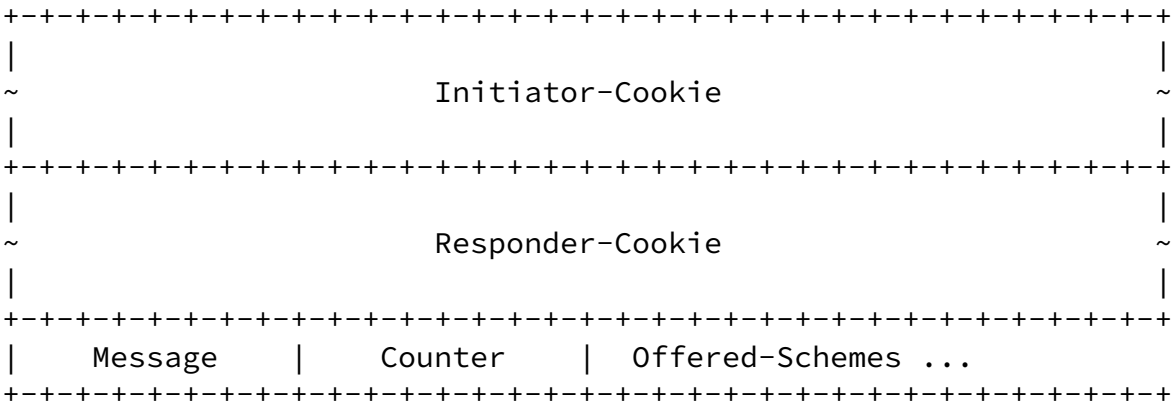 +-+-+-+-+-+-+-+-+-+-+-+-+-+-+-+-+-+-+-+-+-+-+-+-+-+-+-+-+-+-+-+-+
|                                                               |
~                       Initiator-Cookie                        ~
|                                                               |
+-+-+-+-+-+-+-+-+-+-+-+-+-+-+-+-+-+-+-+-+-+-+-+-+-+-+-+-+-+-+-+-+
|                                                               |
~                       Responder-Cookie                        ~
|                                                               |
+-+-+-+-+-+-+-+-+-+-+-+-+-+-+-+-+-+-+-+-+-+-+-+-+-+-+-+-+-+-+-+-+
|    Message    |    Counter    |  Offered-Schemes ...
+-+-+-+-+-+-+-+-+-+-+-+-+-+-+-+-+-+-+-+-+-+-+-+-+-+-+-+-+-+-+-+-+